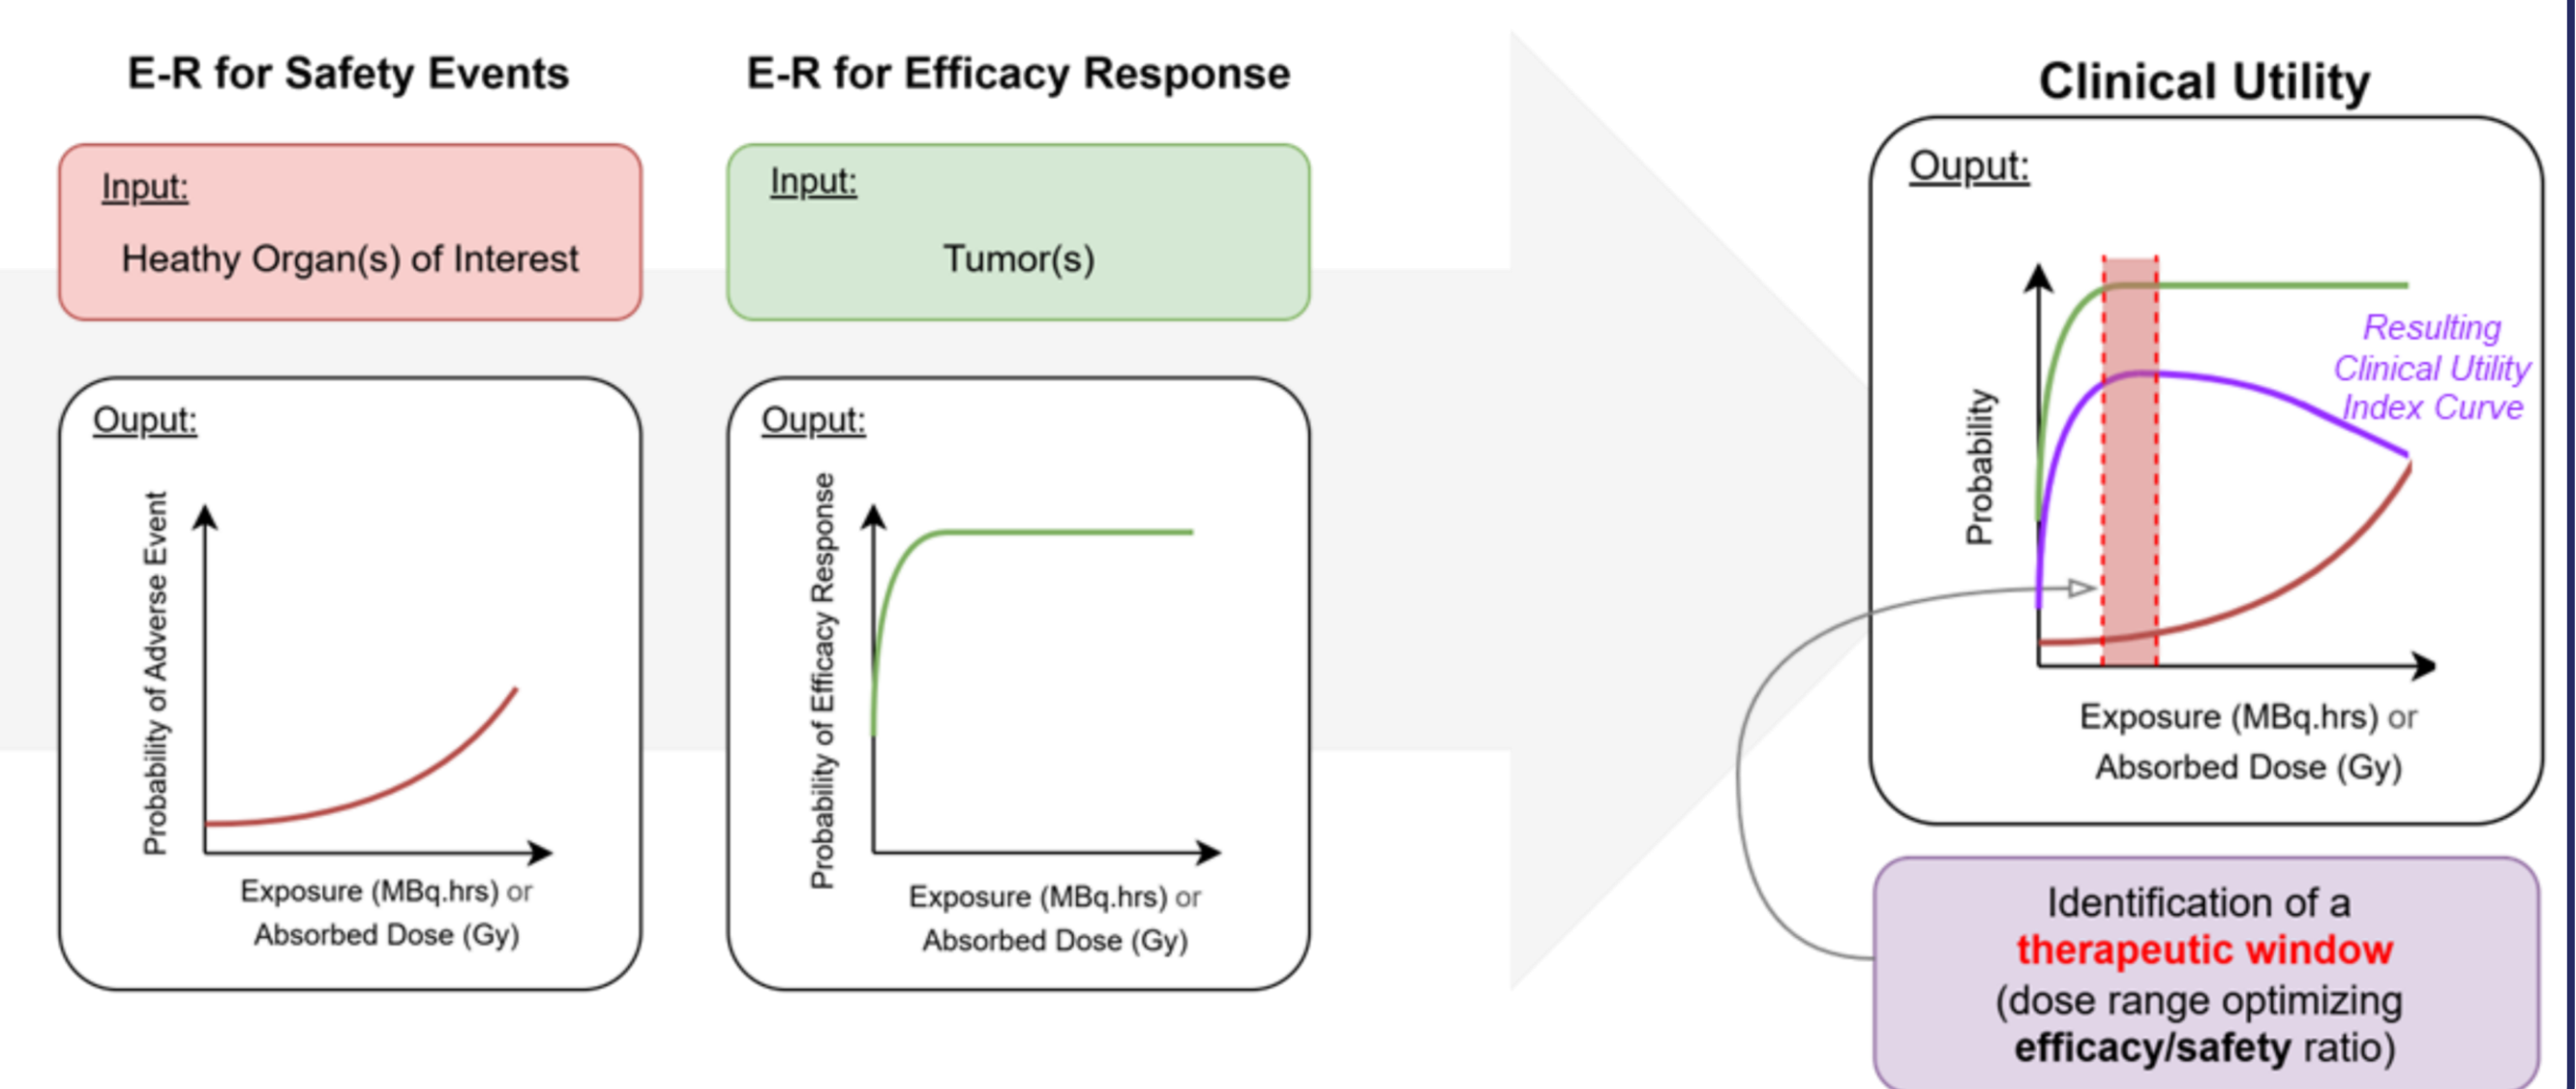 E-R for Safety Events
Input:
Heathy Organ(s) of Interest
Ouput:
Probability of Adverse Event
Exposure (MBq.hrs) or
Absorbed Dose (Gy)
E-R for Efficacy Response
Input:
Tumor(s)
Ouput:
Probability of Efficacy Response
Exposure (MBq.hrs) or
Absorbed Dose (Gy)
Clinical Utility
Ouput:
Probability
Resulting
Clinical Utility
Index Curve
Exposure (MBq.hrs) or
Absorbed Dose (Gy)
Identification of a
therapeutic window
(dose range optimizing
efficacy/safety ratio)